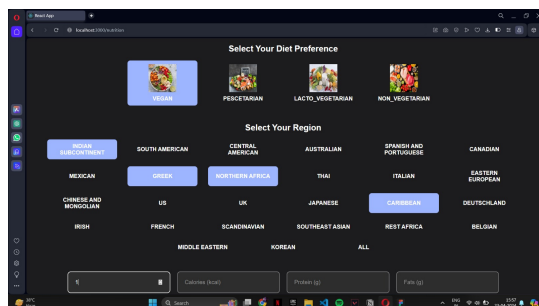 React App
localhost:3000/nutrition
Select Your Diet Preference
VEGAN
PESCETARIAN
LACTO_VEGETARIAN
NON_VEGETARIAN
Select Your Region
INDIAN SUBCONTINENT
SOUTH AMERICAN
CENTRAL AMERICAN
AUSTRALIAN
SPANISH AND PORTUGUESE
CANADIAN
MEXICAN
GREEK
NORTHERN AFRICA
THAI
ITALIAN
EASTERN EUROPEAN
CHINESE AND MONGOLIAN
US
UK
JAPANESE
CARIBBEAN
DEUTSCHLAND
IRISH
FRENCH
SCANDINAVIAN
SOUTHEAST ASIAN
REST AFRICA
BELGIAN
MIDDLE EASTERN
KOREAN
ALL
Calories (kcal)
Protein (g)
Fats (g)
Search
ENG
IN